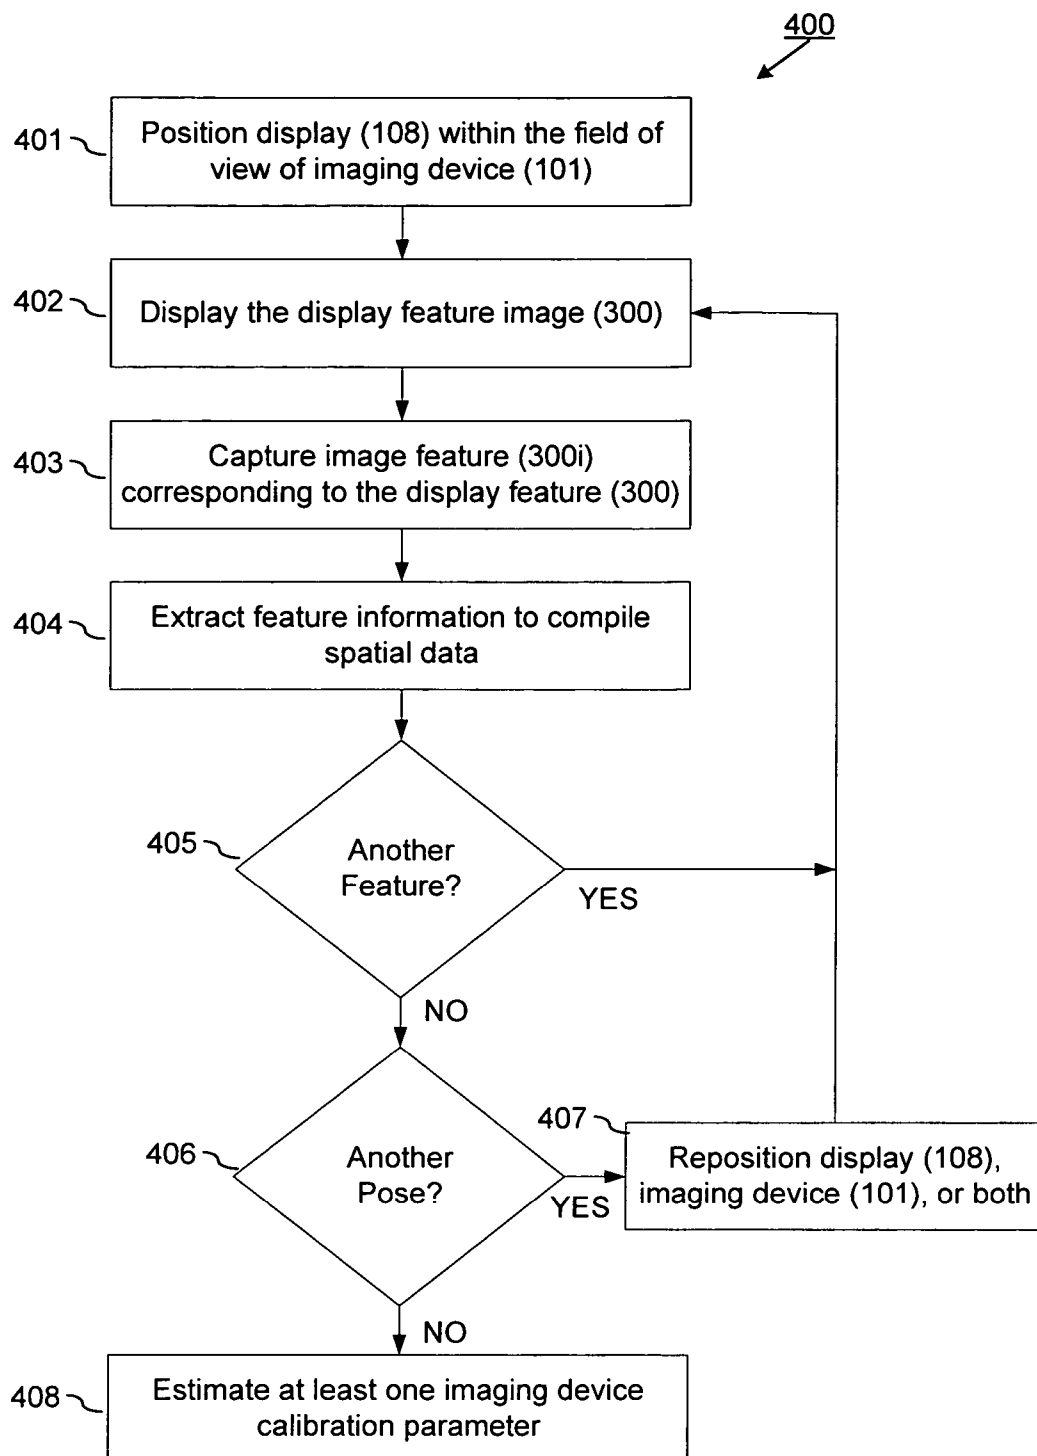 400
401
Position display (108) within the field of
view of imaging device (101)
402
Display the display feature image (300)
403
Capture image feature (300i)
corresponding to the display feature (300)
404
Extract feature information to compile
spatial data
405
Another
Feature?
YES
NO
406
Another
Pose?
YES
407
Reposition display (108),
imaging device (101), or both
NO
408
Estimate at least one imaging device
calibration parameter